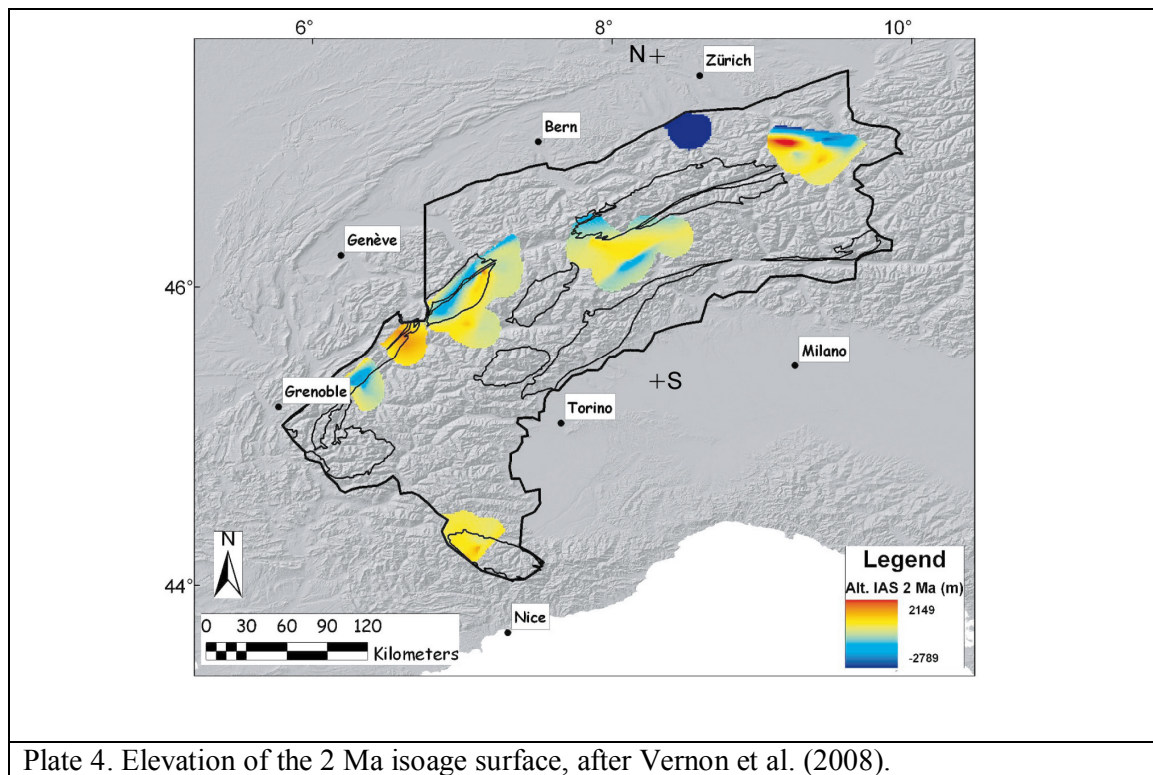 6° 8° 10°
N + Zürich
Bern
Genève
46°
Milano
+S
Grenoble
Torino
N
44°
Legend
Alt. IAS 2 Ma (m)
2149
-2789
Nice
0 30 60 90 120
Kilometers
Plate 4. Elevation of the 2 Ma isoage surface, after Vernon et al. (2008).